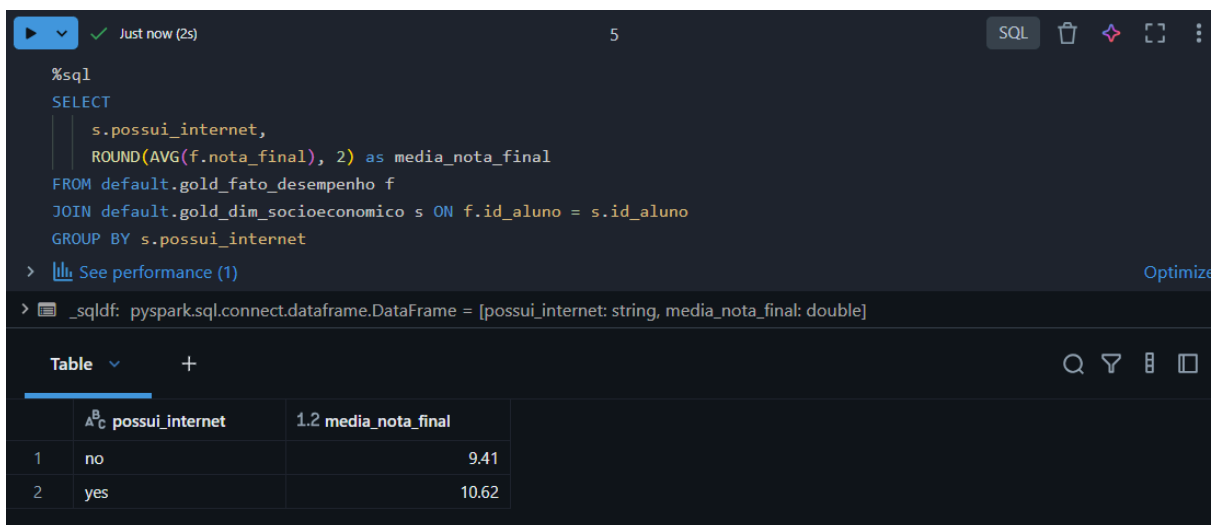 Just now (2s) 5 SQL
%sql
SELECT
s.possui_internet,
ROUND(AVG(f.nota_final), 2) as media_nota_final
FROM default.gold_fato_desempenho f
JOIN default.gold_dim_socioeconomico s ON f.id_aluno = s.id_aluno
GROUP BY s.possui_internet
See performance (1) Optimize
_sqldf: pyspark.sql.connect.dataframe.DataFrame = [possui_internet: string, media_nota_final: double]
Table +
ABC possui_internet 1.2 media_nota_final
1 no 9.41
2 yes 10.62